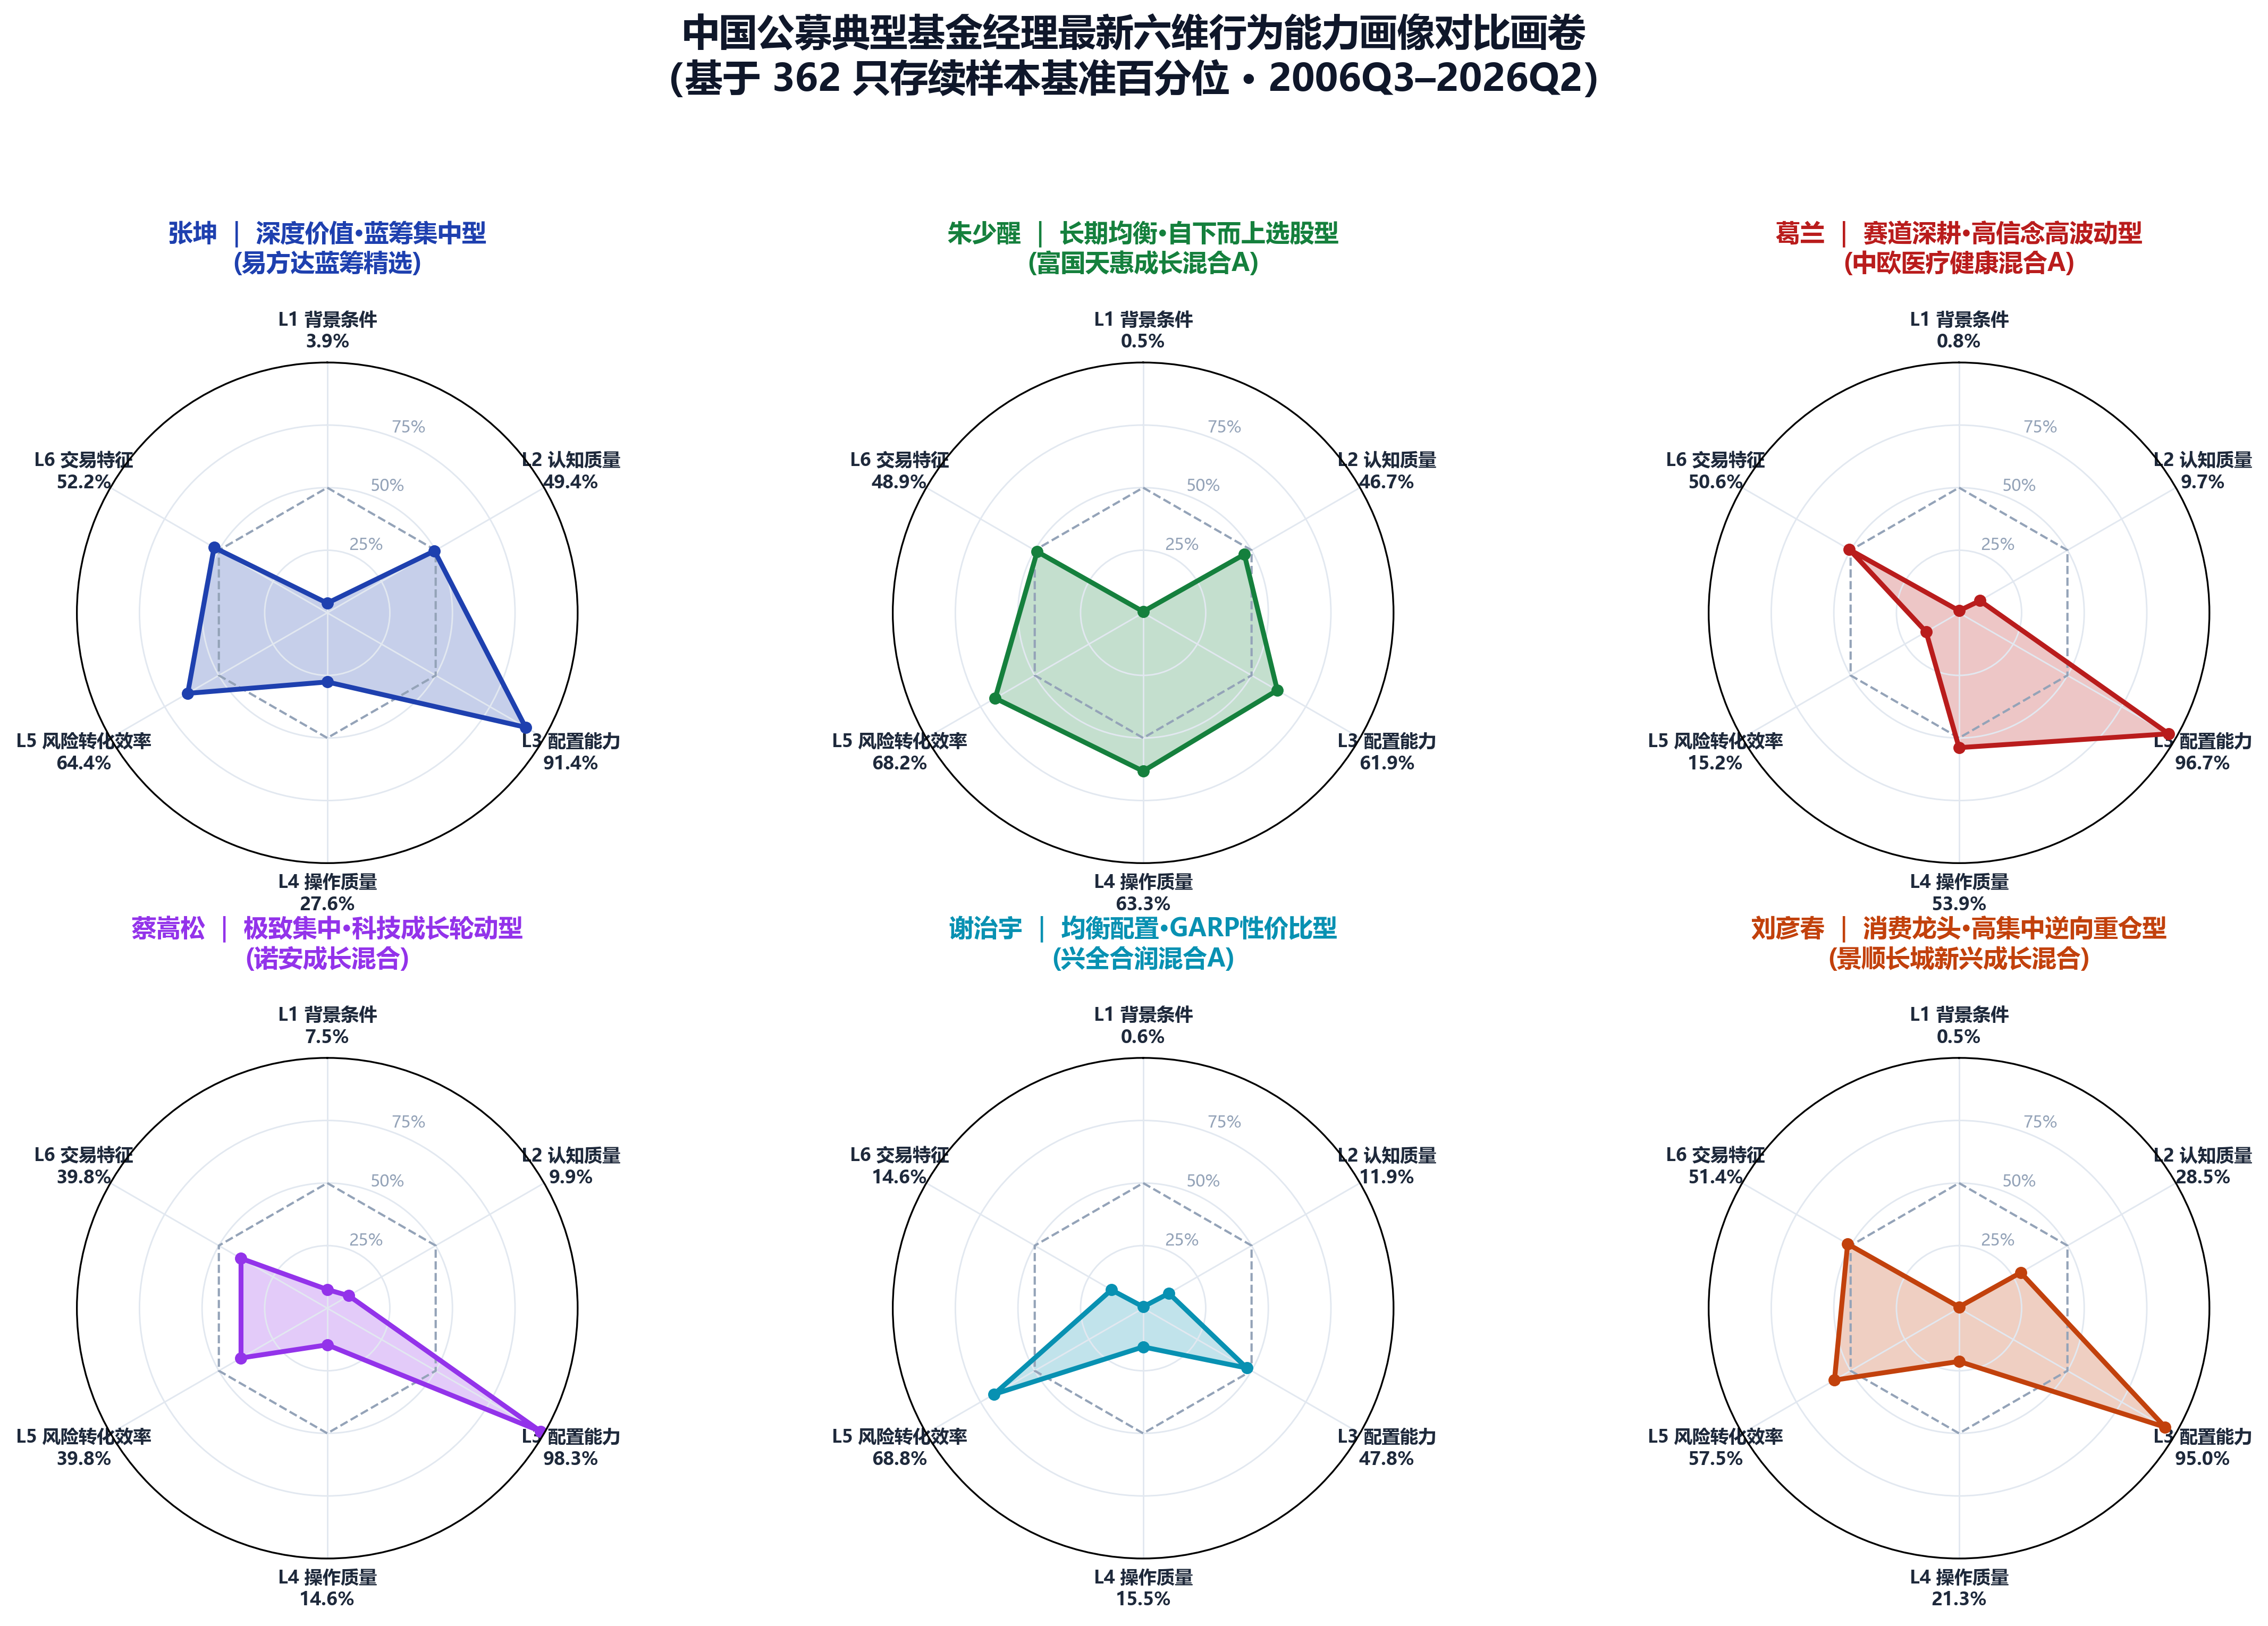 中国公募典型基金经理最新六维行为能力画像对比画卷
(基于 362 只存续样本基准百分位 • 2006Q3–2026Q2)
张坤 | 深度价值•蓝筹集中型
(易方达蓝筹精选)
L1 背景条件
3.9%
75%
L6 交易特征
52.2%
L2 认知质量
49.4%
50%
25%
L5 风险转化效率
64.4%
L3 配置能力
91.4%
L4 操作质量
27.6%
朱少醒 | 长期均衡•自下而上选股型
(富国天惠成长混合A)
L1 背景条件
0.5%
75%
L6 交易特征
48.9%
L2 认知质量
46.7%
50%
25%
L5 风险转化效率
68.2%
L3 配置能力
61.9%
L4 操作质量
63.3%
葛兰 | 赛道深耕•高信念高波动型
(中欧医疗健康混合A)
L1 背景条件
0.8%
75%
L6 交易特征
50.6%
L2 认知质量
9.7%
50%
25%
L5 风险转化效率
15.2%
L3 配置能力
96.7%
L4 操作质量
53.9%
蔡嵩松 | 极致集中•科技成长轮动型
(诺安成长混合)
L1 背景条件
7.5%
75%
L6 交易特征
39.8%
L2 认知质量
9.9%
50%
25%
L5 风险转化效率
39.8%
L3 配置能力
98.3%
L4 操作质量
14.6%
谢治宇 | 均衡配置•GARP性价比型
(兴全合润混合A)
L1 背景条件
0.6%
75%
L6 交易特征
14.6%
L2 认知质量
11.9%
50%
25%
L5 风险转化效率
68.8%
L3 配置能力
47.8%
L4 操作质量
15.5%
刘彦春 | 消费龙头•高集中逆向重仓型
(景顺长城新兴成长混合)
L1 背景条件
0.5%
75%
L6 交易特征
51.4%
L2 认知质量
28.5%
50%
25%
L5 风险转化效率
57.5%
L3 配置能力
95.0%
L4 操作质量
21.3%